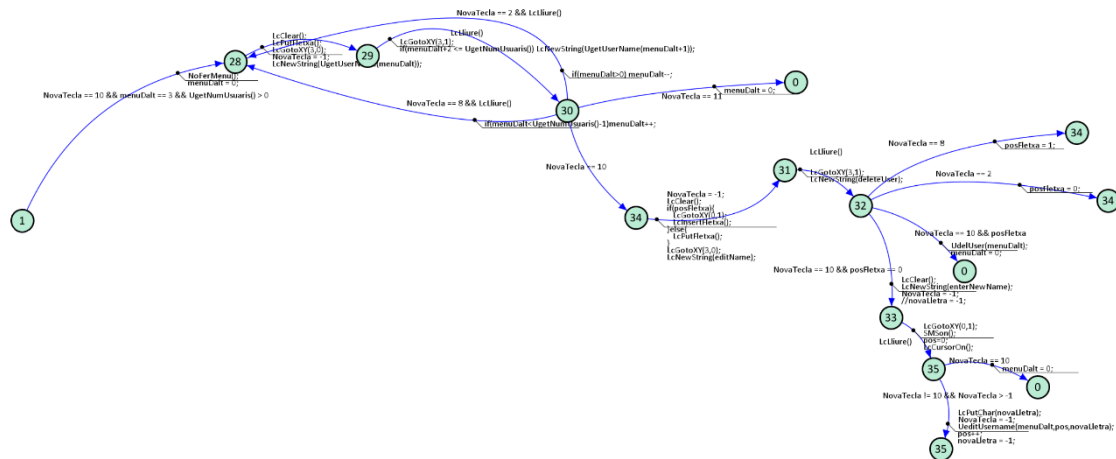 NovaTecla == 2 && LcLliure()
LcClear();
LcPutFletxa();
LcGotoXY(3,0);
NovaTecla = -1;
LcNewString(UgetUserName(menuDalt));
28
29
LcLliure()
LcGotoXY(3,1);
if(menuDalt+2 <= UgetNumUsuaris()) LcNewString(UgetUserName(menuDalt+1));
NoFerMenu();
menuDalt = 0;
NovaTecla == 10 && menuDalt == 3 && UgetNumUsuaris() > 0
if(menuDalt>0) menuDalt--;
0
menuDalt = 0;
NovaTecla == 11
NovaTecla == 8 && LcLliure()
30
if(menuDalt<UgetNumUsuaris()-1)menuDalt++;
NovaTecla == 10
1
34
NovaTecla = -1;
LcClear();
if(posFletxa){
LcGotoXY(0,1);
LcInsertFletxa();
}else{
LcPutFletxa();
}
LcGotoXY(3,0);
LcNewString(editName);
31
LcLliure()
LcGotoXY(3,1);
LcNewString(deleteUser);
32
NovaTecla == 8
posFletxa = 1;
34
NovaTecla == 2
posFletxa = 0;
34
NovaTecla == 10 && posFletxa
UdelUser(menuDalt);
menuDalt = 0;
0
NovaTecla == 10 && posFletxa == 0
LcClear();
LcNewString(enterNewName);
NovaTecla = -1;
//novaLletra = -1;
33
LcLliure()
LcGotoXY(0,1);
SMSon();
pos=0;
LcCursorOn();
35
NovaTecla == 10
menuDalt = 0;
0
NovaTecla != 10 && NovaTecla > -1
LcPutChar(novaLletra);
NovaTecla = -1;
UeditUsername(menuDalt,pos,novaLletra);
pos++;
novaLletra = -1;
35